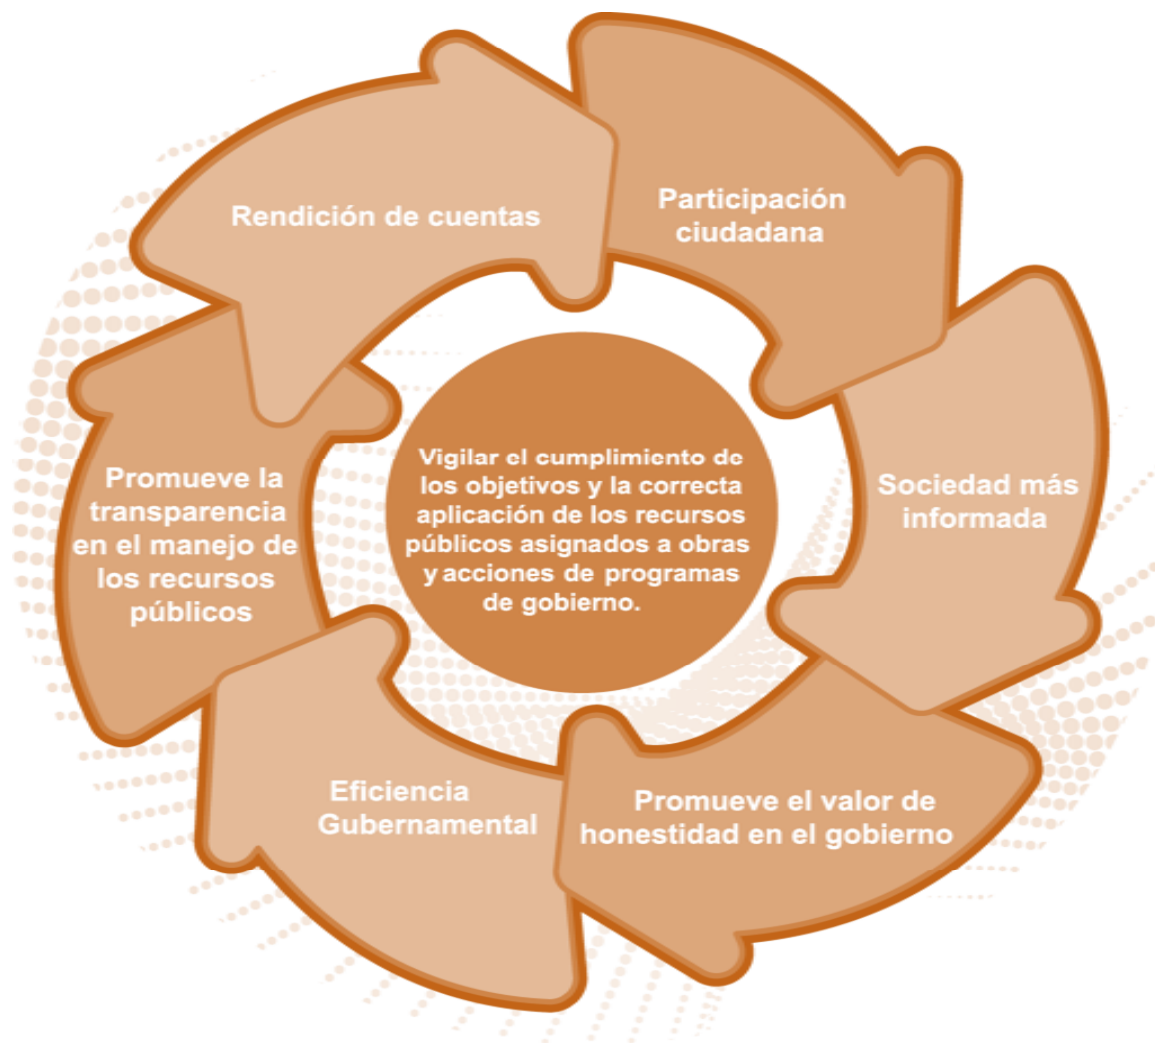 Rendición de cuentas
Participación
ciudadana
Sociedad más
informada
Promueve el valor de
honestidad en el gobierno
Eficiencia
Gubernamental
Promueve la
transparencia
en el manejo de
los recursos
públicos
Vigilar el cumplimiento de
los objetivos y la correcta
aplicación de los recursos
públicos asignados a obras
y acciones de programas
de gobierno.